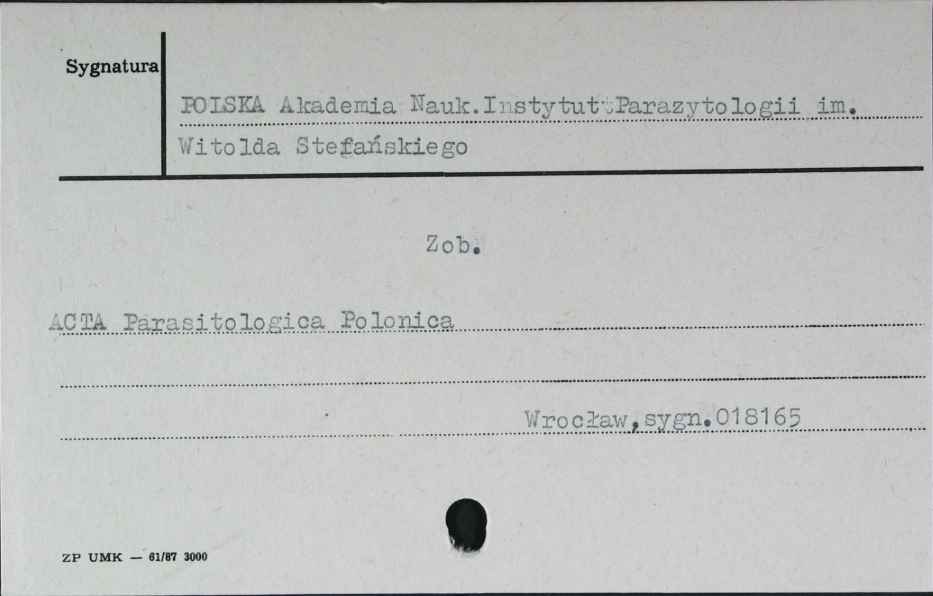 Sygnatura
POLSKA Akademia Nauk.Instytut Parazytologii im.
Witolda Stefańskiego
Zob.
ACTA Parasitologica Polonica
Wrocław,sygn.018165
ZP UMK — 61/87 3000